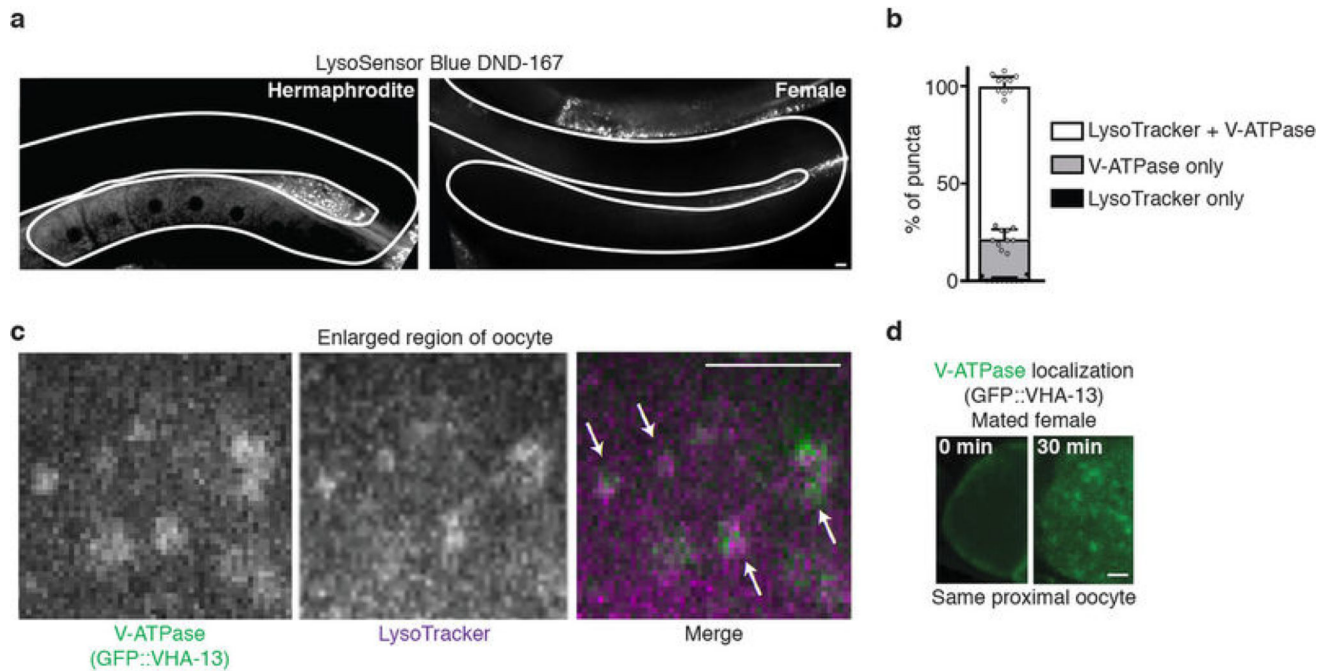 a
LysoSensor Blue DND-167
Hermaphrodite
Female
b
100
50
0
% of puncta
LysoTracker + V-ATPase
V-ATPase only
LysoTracker only
c
Enlarged region of oocyte
V-ATPase
(GFP::VHA-13)
LysoTracker
Merge
d
V-ATPase localization
(GFP::VHA-13)
Mated female
0 min
30 min
Same proximal oocyte